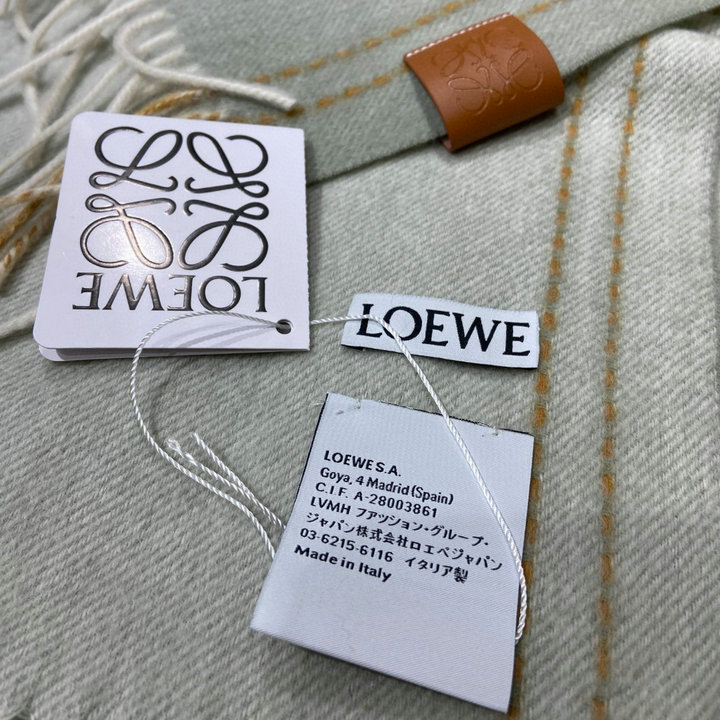 LOEWE
LOEWE
LOEWE S.A.
Goya, 4 Madrid (Spain)
C.I.F. A-28003861
LVMH ファッション・グループ・
ジャパン株式会社ロエベジャパン
03-6215-6116 イタリア製
Made in Italy